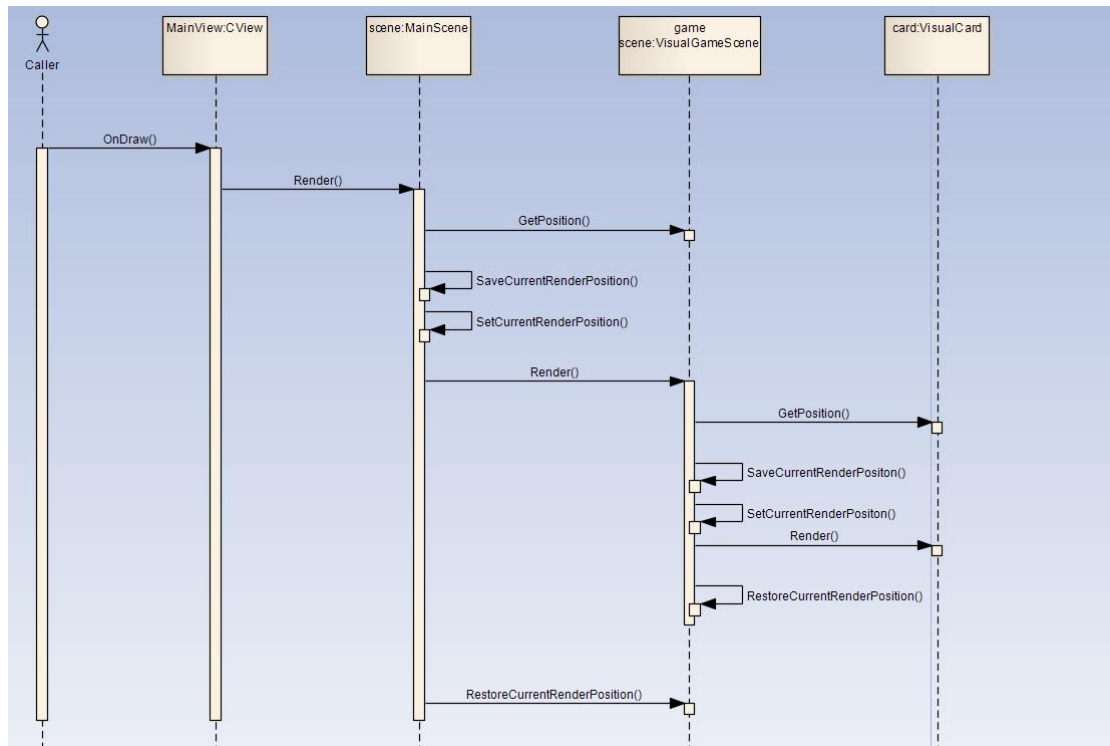 Caller
MainView:CView
scene:MainScene
game
scene:VisualGameScene
card:VisualCard
OnDraw()
Render()
GetPosition()
SaveCurrentRenderPosition()
SetCurrentRenderPosition()
Render()
GetPosition()
SaveCurrentRenderPositon()
SetCurrentRenderPositon()
Render()
RestoreCurrentRenderPosition()
RestoreCurrentRenderPosition()